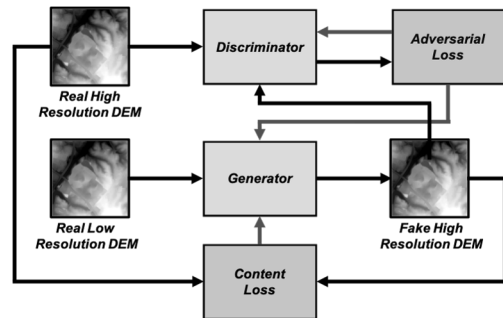 Discriminator
Adversarial
Loss
Real High
Resolution DEM
Generator
Real Low
Resolution DEM
Fake High
Resolution DEM
Content
Loss